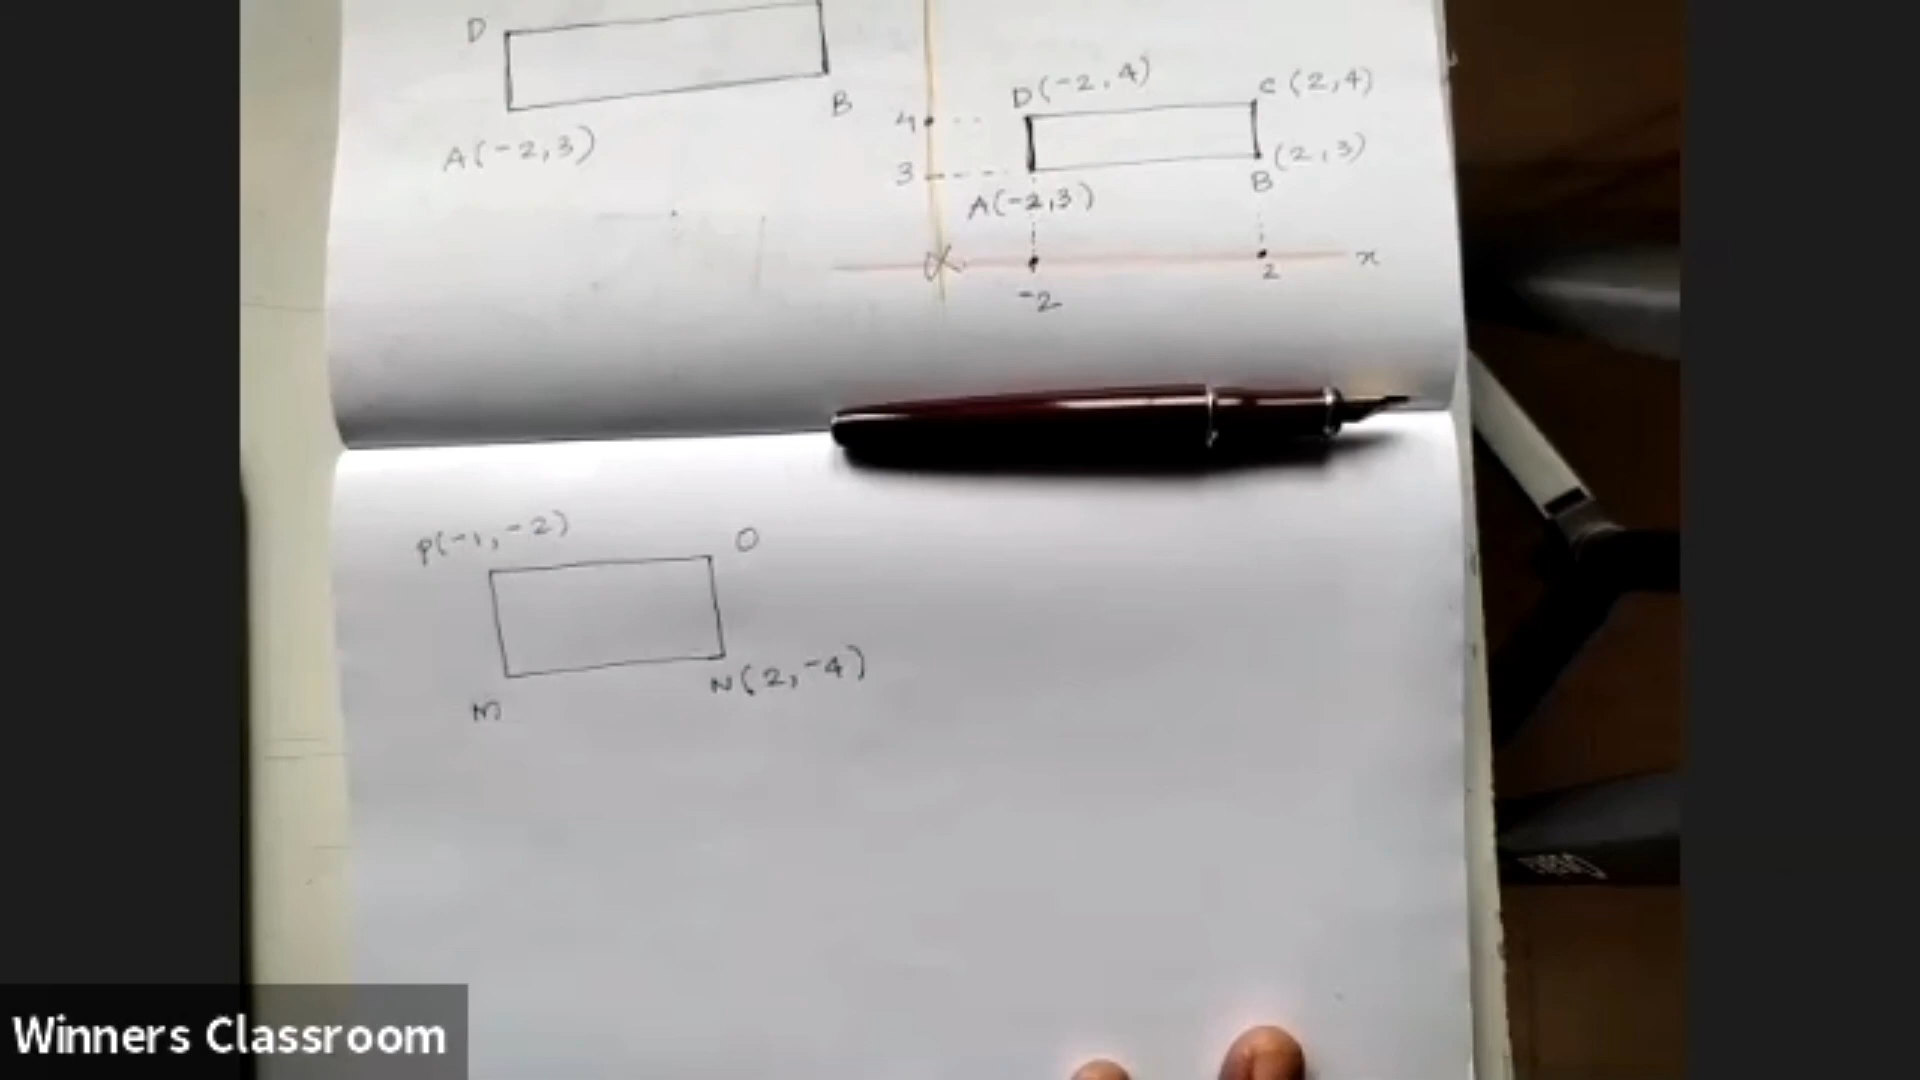 D
B
A(-2,3)
D(-2,4)
C(2,4)
4
3
(2,3)
B
A(-2,3)
x
2
-2
P(-1,-2)
O
N(2,-4)
M
Winners Classroom